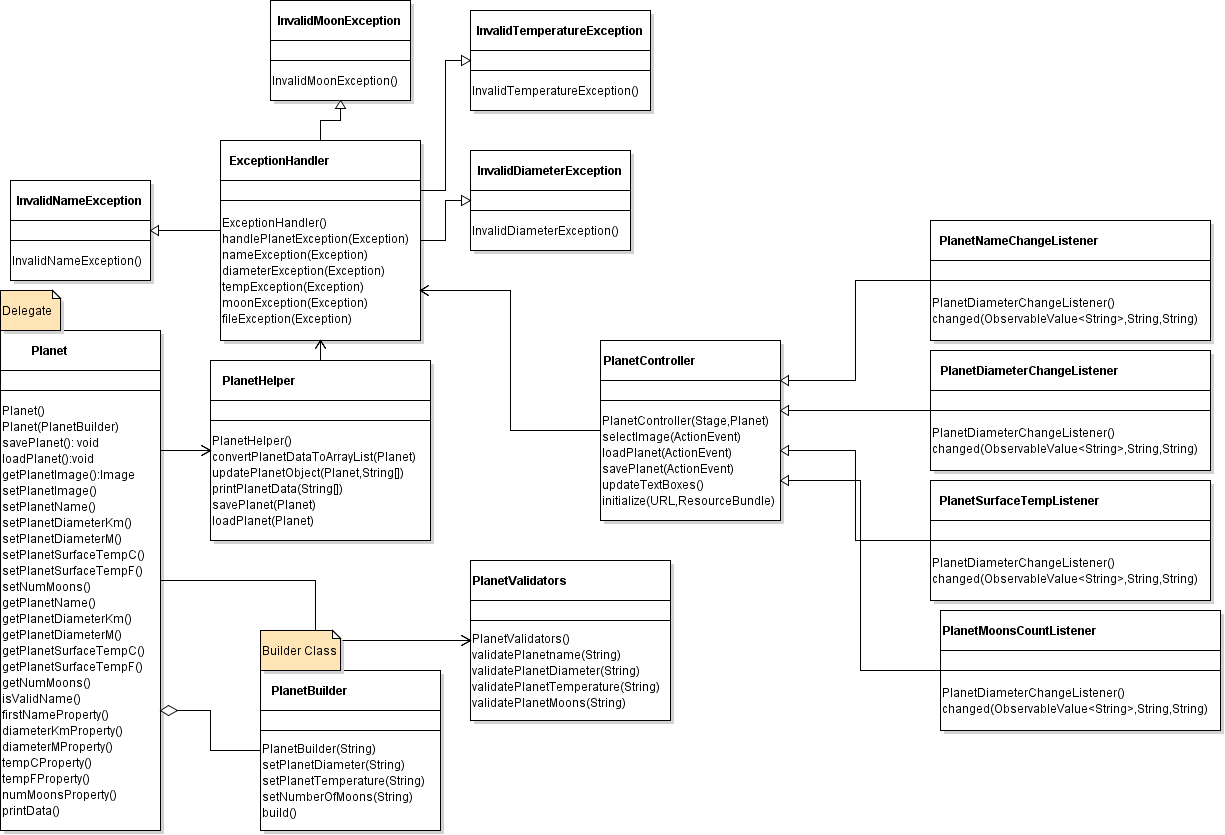 InvalidMoonException
InvalidMoonException()
InvalidTemperatureException
InvalidTemperatureException()
ExceptionHandler
ExceptionHandler()
handlePlanetException(Exception)
nameException(Exception)
diameterException(Exception)
tempException(Exception)
moonException(Exception)
fileException(Exception)
InvalidDiameterException
InvalidDiameterException()
InvalidNameException
InvalidNameException()
Delegate
Planet
Planet()
Planet(PlanetBuilder)
savePlanet(): void
loadPlanet():void
getPlanetImage():Image
setPlanetImage()
setPlanetName()
setPlanetDiameterKm()
setPlanetDiameterM()
setPlanetSurfaceTempC()
setPlanetSurfaceTempF()
setNumMoons()
getPlanetName()
getPlanetDiameterKm()
getPlanetDiameterM()
getPlanetSurfaceTempC()
getPlanetSurfaceTempF()
getNumMoons()
isValidName()
firstNameProperty()
diameterKmProperty()
diameterMProperty()
tempCProperty()
tempFProperty()
numMoonsProperty()
printData()
PlanetHelper
PlanetHelper()
convertPlanetDataToArrayList(Planet)
updatePlanetObject(Planet,String[])
printPlanetData(String[])
savePlanet(Planet)
loadPlanet(Planet)
Builder Class
PlanetBuilder
PlanetBuilder(String)
setPlanetDiameter(String)
setPlanetTemperature(String)
setNumberOfMoons(String)
build()
PlanetValidators
PlanetValidators()
validatePlanetname(String)
validatePlanetDiameter(String)
validatePlanetTemperature(String)
validatePlanetMoons(String)
PlanetController
PlanetController(Stage,Planet)
selectImage(ActionEvent)
loadPlanet(ActionEvent)
savePlanet(ActionEvent)
updateTextBoxes()
initialize(URL,ResourceBundle)
PlanetNameChangeListener
PlanetDiameterChangeListener()
changed(ObservableValue<String>,String,String)
PlanetDiameterChangeListener
PlanetDiameterChangeListener()
changed(ObservableValue<String>,String,String)
PlanetSurfaceTempListener
PlanetDiameterChangeListener()
changed(ObservableValue<String>,String,String)
PlanetMoonsCountListener
PlanetDiameterChangeListener()
changed(ObservableValue<String>,String,String)